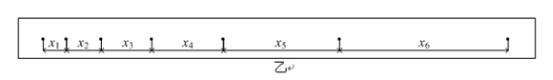 x₁ x₂ x₃ x₄ x₅ x₆
乙↵